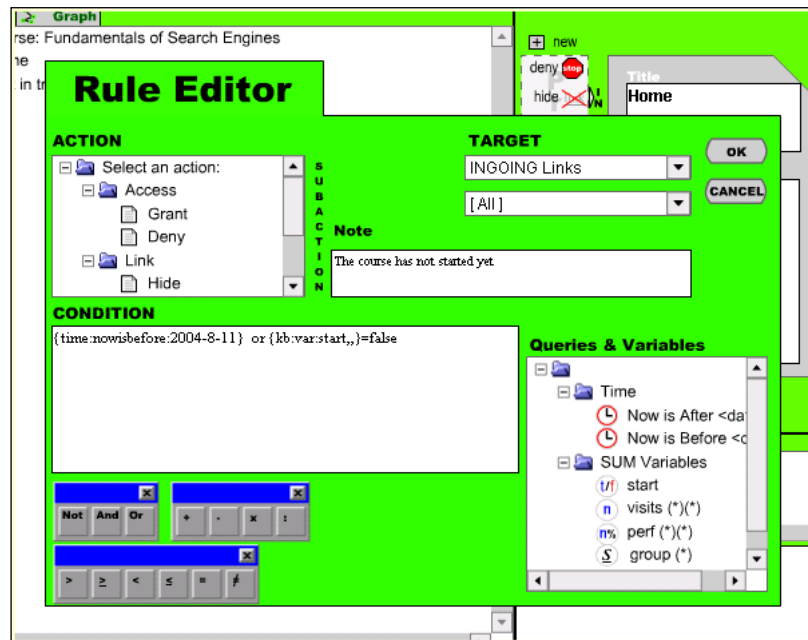 Graph
rse: Fundamentals of Search Engines
ne
in tr
new
deny
stop
hide
IN
Title
Home
Rule Editor
ACTION
Select an action:
Access
Grant
Deny
Link
Hide
SUBACTION
TARGET
INGOING Links
[ All ]
OK
CANCEL
Note
The course has not started yet
CONDITION
{time:nowisbefore:2004-8-11} or {kb:var:start,,}=false
Queries & Variables
Time
Now is After <da
Now is Before <c
SUM Variables
t/f start
n visits (*)(*)
n% perf (*)(*)
S group (*)
Not And Or
+ - x :
> ≥ < ≤ = ≠